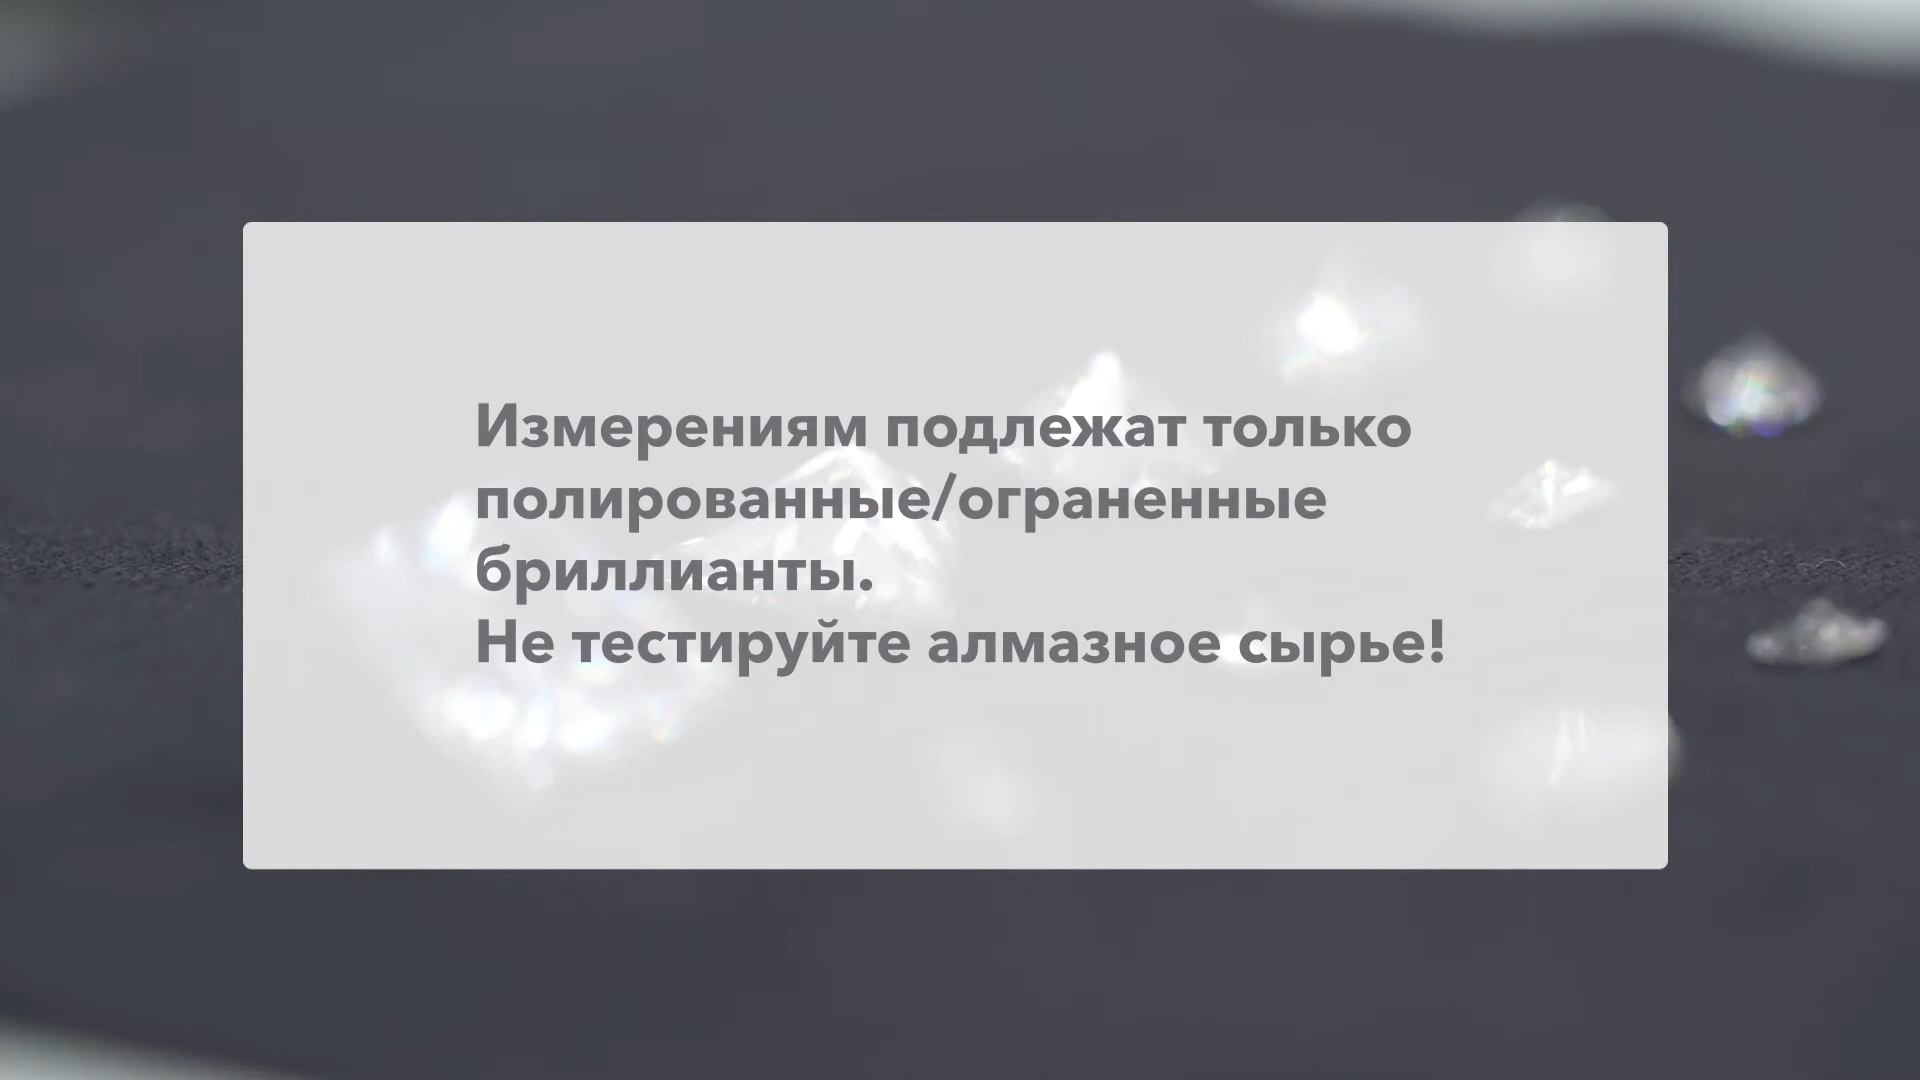 Измерениям подлежат только
полированные/ограненные
бриллианты.
Не тестируйте алмазное сырье!